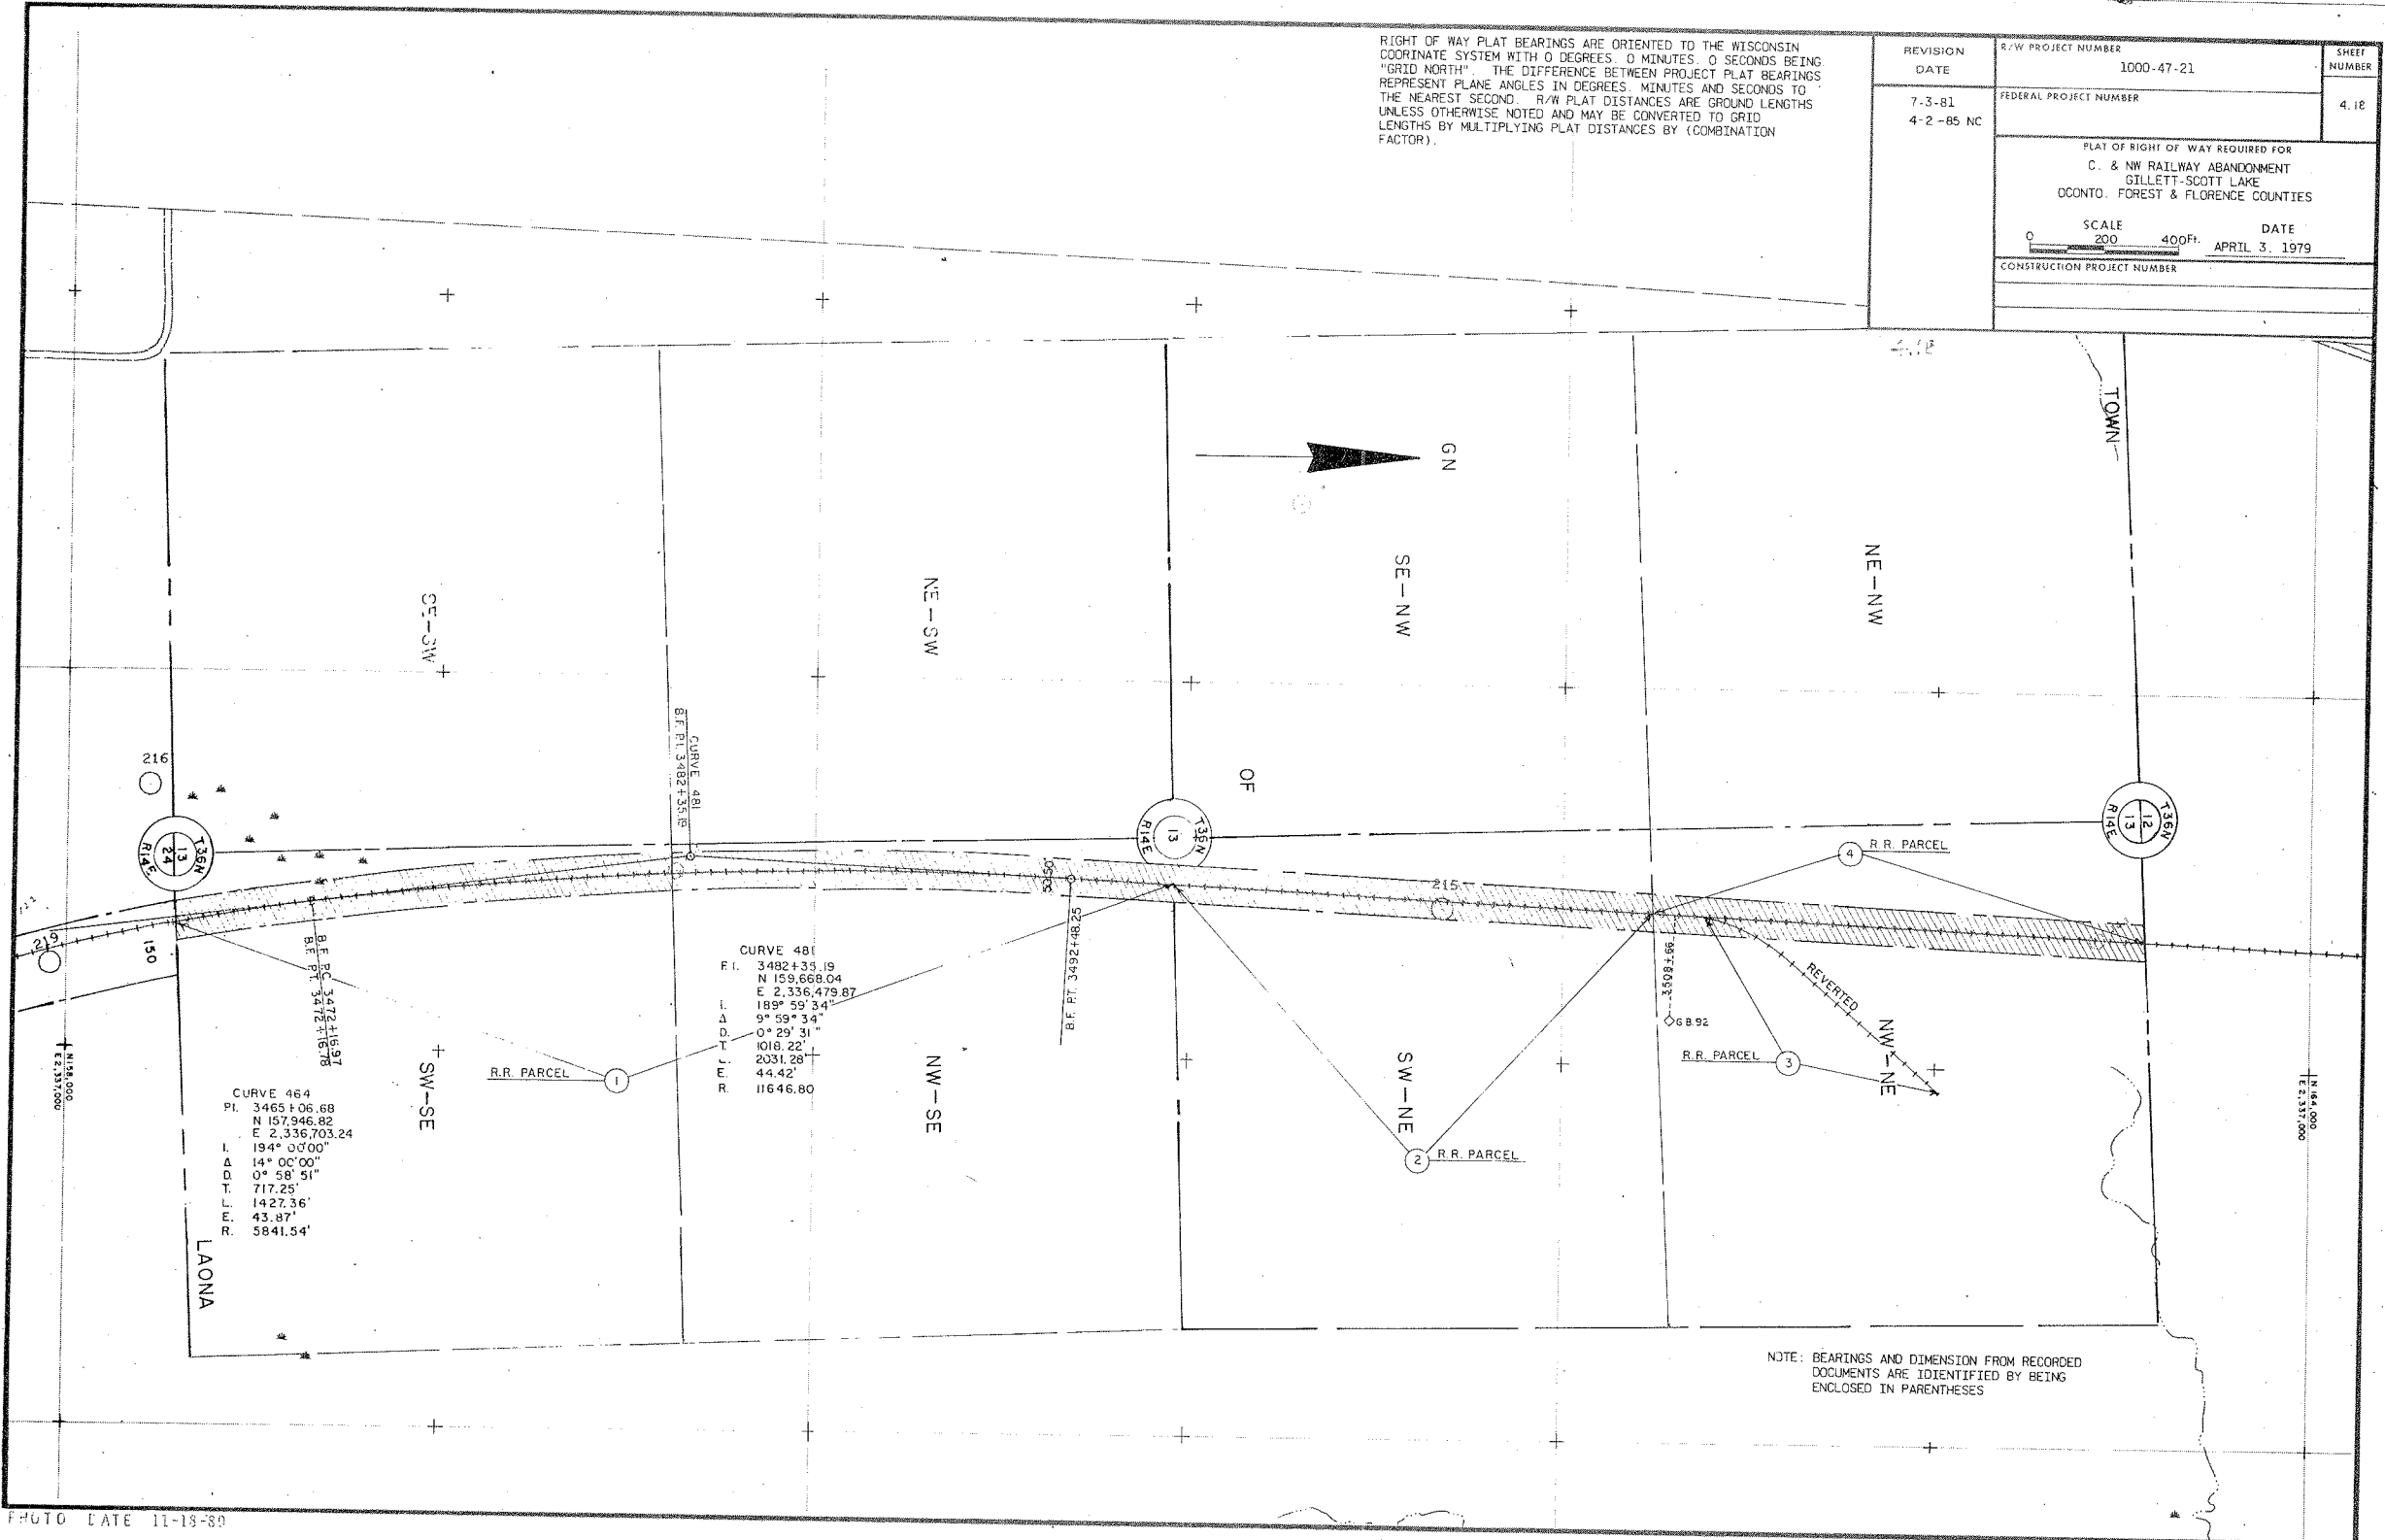 RIGHT OF WAY PLAT BEARINGS ARE ORIENTED TO THE WISCONSIN
COORINATE SYSTEM WITH 0 DEGREES. 0 MINUTES. 0 SECONDS BEING
"GRID NORTH". THE DIFFERENCE BETWEEN PROJECT PLAT BEARINGS
REPRESENT PLANE ANGLES IN DEGREES. MINUTES AND SECONDS TO
THE NEAREST SECOND. R/W PLAT DISTANCES ARE GROUND LENGTHS
UNLESS OTHERWISE NOTED AND MAY BE CONVERTED TO GRID
LENGTHS BY MULTIPLYING PLAT DISTANCES BY (COMBINATION
FACTOR).
REVISION
DATE
7-3-81
4-2-85 NC
R/W PROJECT NUMBER
1000-47-21
SHEET
NUMBER
4.18
FEDERAL PROJECT NUMBER
PLAT OF RIGHT OF WAY REQUIRED FOR
C. & NW RAILWAY ABANDONMENT
GILLETT-SCOTT LAKE
OCONTO. FOREST & FLORENCE COUNTIES
SCALE
0 200 400Ft.
DATE
APRIL 3. 1979
CONSTRUCTION PROJECT NUMBER
4.18
TOWN
GN
SE-SW
NE-SW
SE-NW
NE-NW
OF
216
CURVE 481
B.F. P.I. 3482+35.19
T36N
13
24
R14E
T36N
13
R14E
T36N
12
13
R14E
4 R.R. PARCEL
53.50'
215
219
150
B.F. P.C. 3472+16.97
B.F. P.T. 3472+16.78
B.F. P.T. 3492+48.25
3508+66
G B.92
REVERTED
CURVE 481
P.I. 3482+35.19
N 159,668.04
E 2,336,479.87
I. 189° 59' 34"
Δ 9° 59' 34"
D. 0° 29' 31"
T. 1018.22'
L. 2031.28'
E. 44.42'
R. 11646.80
R.R. PARCEL 1
R.R. PARCEL 3
2 R.R. PARCEL
SW-SE
NW-SE
SW-NE
NW-NE
N 158,000
E 2,337,000
N 164,000
E 2,337,000
CURVE 464
PI. 3465+06.68
N 157,946.82
E 2,336,703.24
I. 194° 00'00"
Δ 14° 00'00"
D. 0° 58' 51"
T. 717.25'
L. 1427.36'
E. 43.87'
R. 5841.54'
LAONA
NOTE: BEARINGS AND DIMENSION FROM RECORDED
DOCUMENTS ARE IDIENTIFIED BY BEING
ENCLOSED IN PARENTHESES
PHOTO DATE 11-18-80